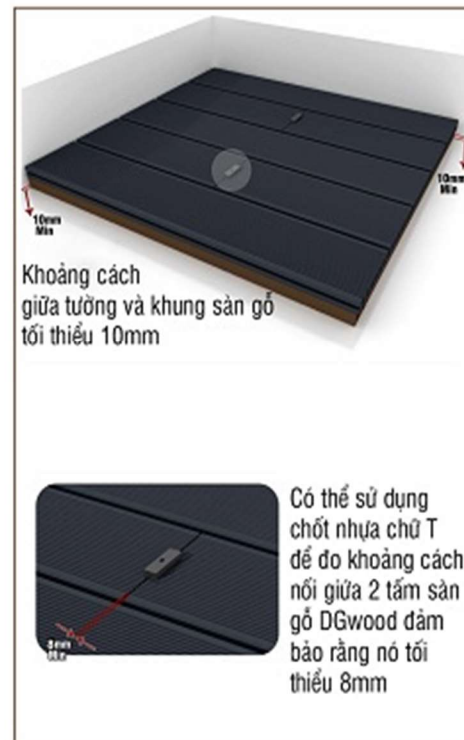 10mm
Min
10mm
Min
Khoảng cách
giữa tường và khung sàn gỗ
tối thiểu 10mm
Có thể sử dụng
chốt nhựa chữ T
để đo khoảng cách
nối giữa 2 tấm sàn
gỗ DGwood đảm
bảo rằng nó tối
thiểu 8mm
8mm
Min